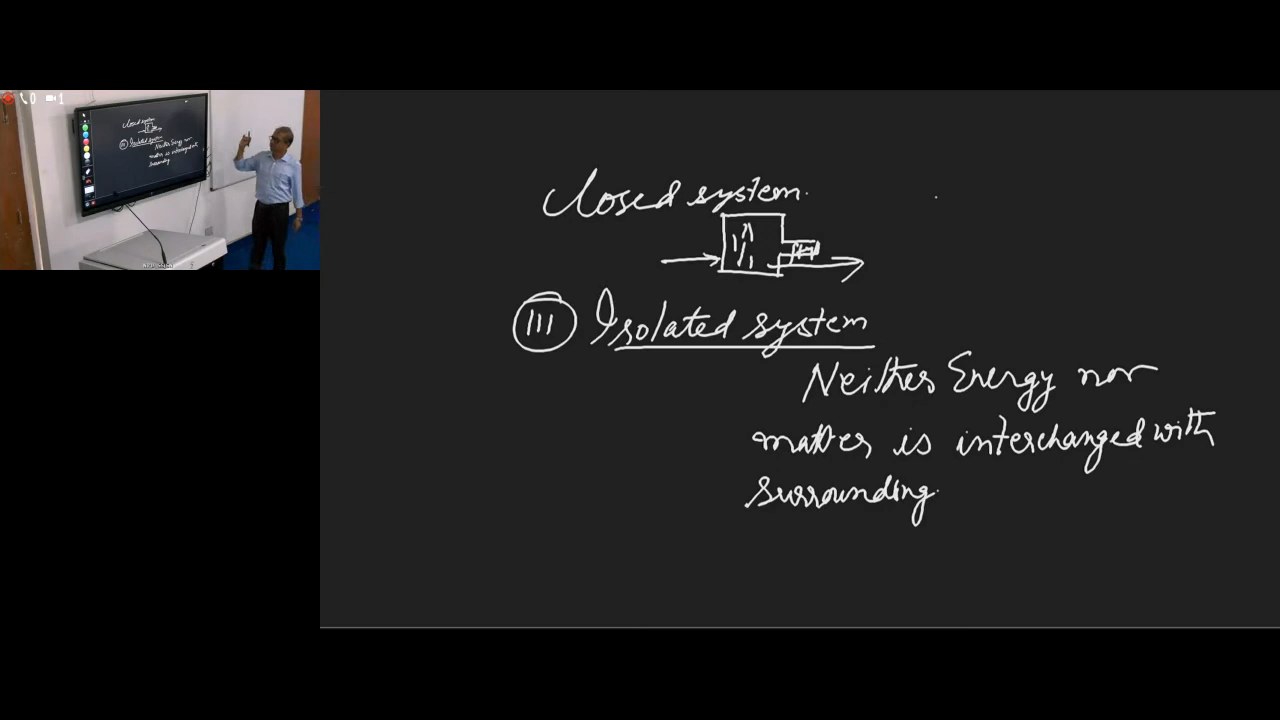 Closed system.
III Isolated system
Neither Energy nor
matter is interchanged with
surrounding.